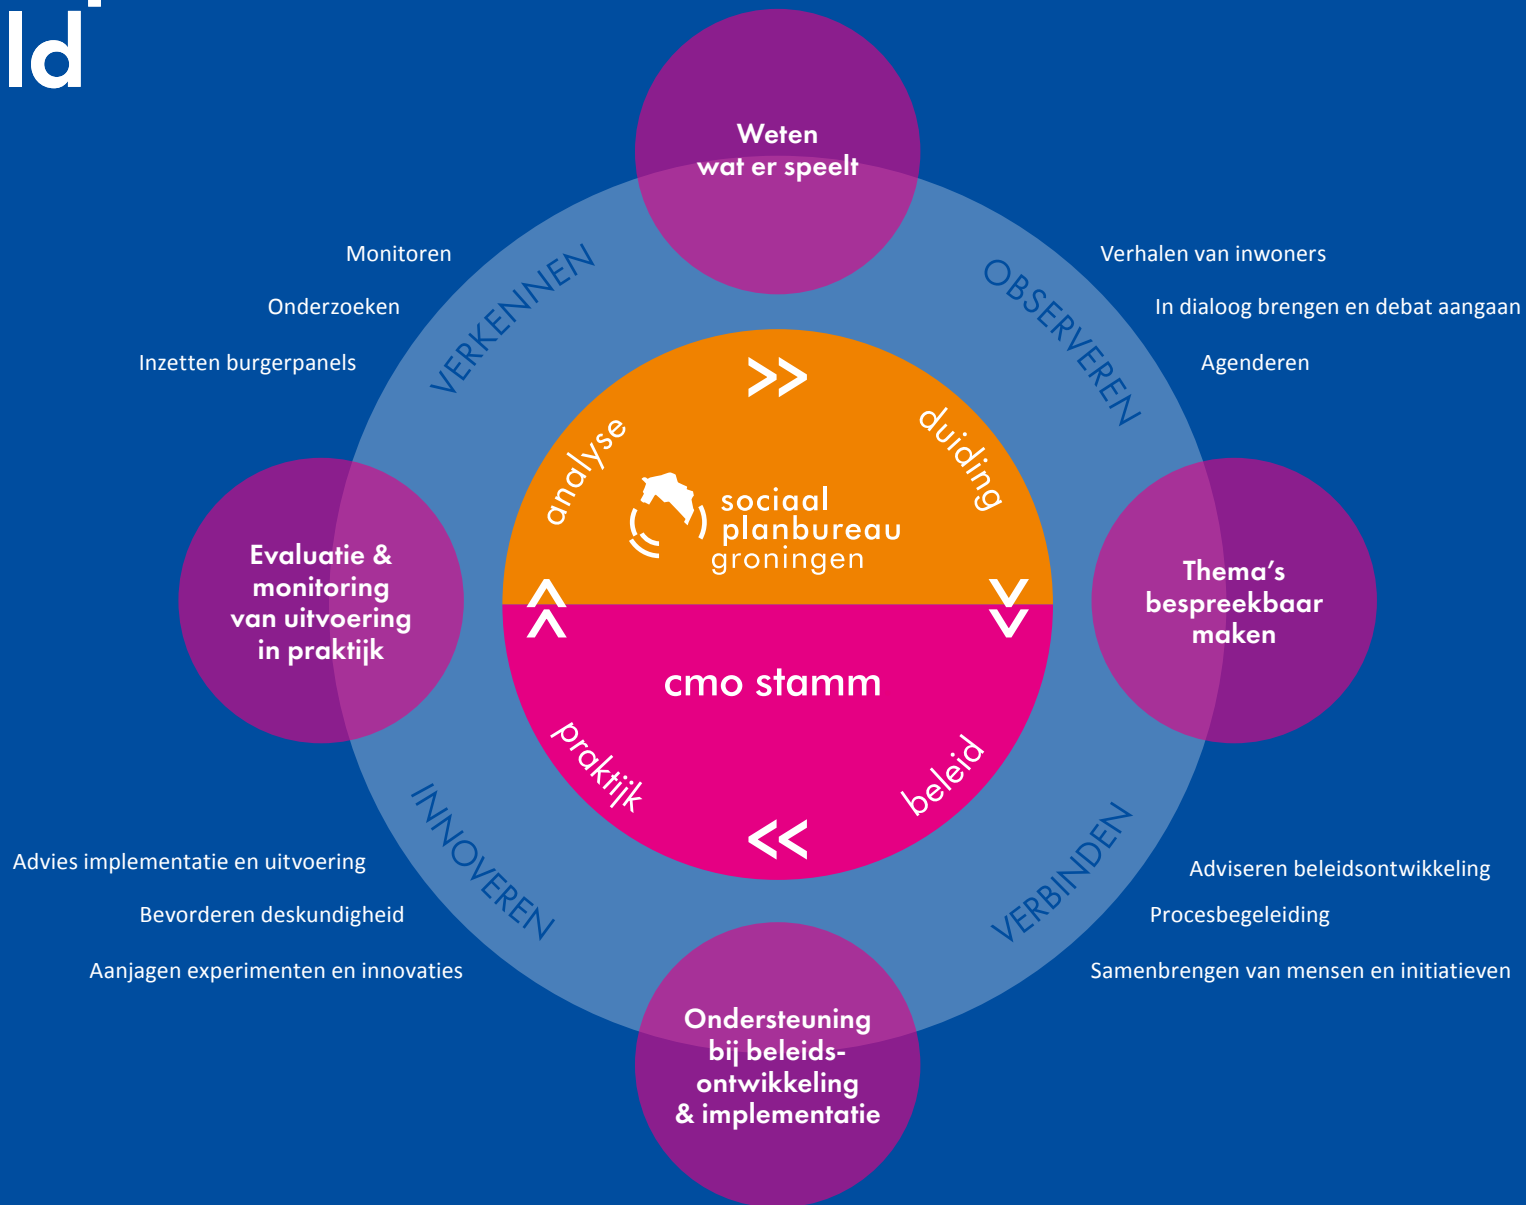 ld
Weten
wat er speelt
Monitoren
Onderzoeken
Inzetten burgerpanels
VERKENNEN
OBSERVEREN
Verhalen van inwoners
In dialoog brengen en debat aangaan
Agenderen
analyse
>>
duiding
sociaal
planbureau
groningen
Evaluatie &
monitoring
van uitvoering
in praktijk
Thema's
bespreekbaar
maken
cmo stamm
praktijk
<<
beleid
INNOVEREN
VERBINDEN
Advies implementatie en uitvoering
Bevorderen deskundigheid
Aanjagen experimenten en innovaties
Adviseren beleidsontwikkeling
Procesbegeleiding
Samenbrengen van mensen en initiatieven
Ondersteuning
bij beleids-
ontwikkeling
& implementatie